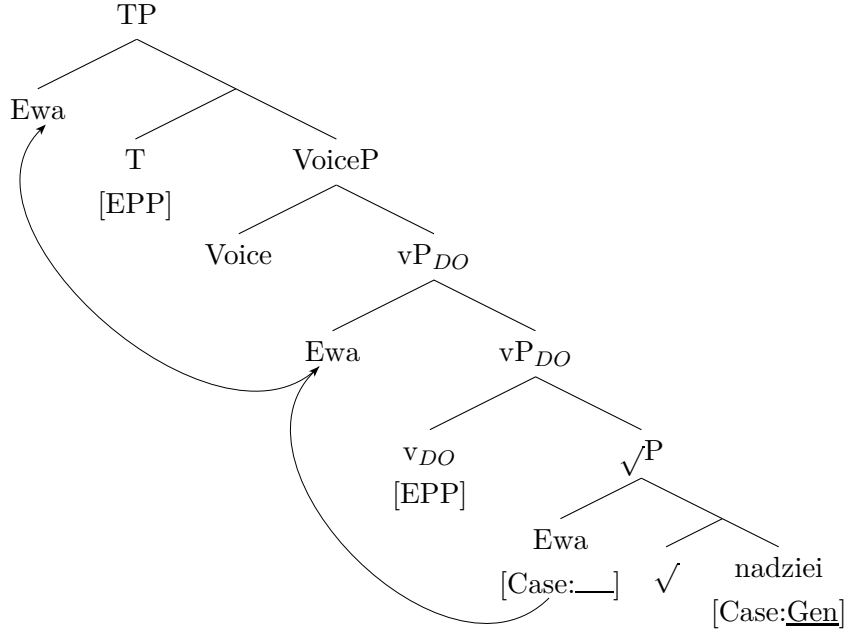 TP
Ewa
T
[EPP]
VoiceP
Voice
vP_DO
Ewa
vP_DO
v_DO
[EPP]
√P
Ewa
[Case:__]
√
nadziei
[Case:Gen]